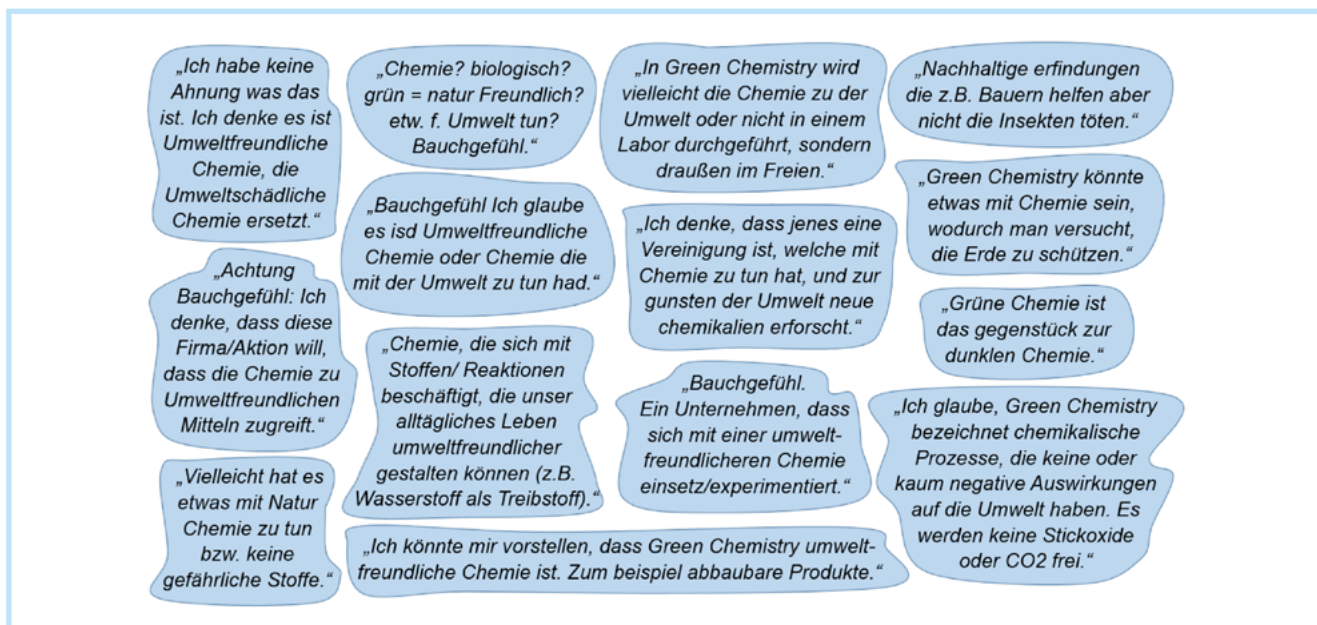 „Ich habe keine
Ahnung was das
ist. Ich denke es ist
Umweltfreundliche
Chemie, die
Umweltschädliche
Chemie ersetzt.“
„Achtung
Bauchgefühl: Ich
denke, dass diese
Firma/Aktion will,
dass die Chemie zu
Umweltfreundlichen
Mitteln zugreift.“
„Vielleicht hat es
etwas mit Natur
Chemie zu tun
bzw. keine
gefährliche Stoffe.“
„Chemie? biologisch?
grün = natur Freundlich?
etw. f. Umwelt tun?
Bauchgefühl.“
„Bauchgefühl Ich glaube
es isd Umweltfreundliche
Chemie oder Chemie die
mit der Umwelt zu tun had.“
„Chemie, die sich mit
Stoffen/ Reaktionen
beschäftigt, die unser
alltägliches Leben
umweltfreundlicher
gestalten können (z.B.
Wasserstoff als Treibstoff).“
„In Green Chemistry wird
vielleicht die Chemie zu der
Umwelt oder nicht in einem
Labor durchgeführt, sondern
draußen im Freien.“
„Ich denke, dass jenes eine
Vereinigung ist, welche mit
Chemie zu tun hat, und zur
gunsten der Umwelt neue
chemikalien erforscht.“
„Bauchgefühl.
Ein Unternehmen, dass
sich mit einer umwelt-
freundlicheren Chemie
einsetz/experimentiert.“
„Ich könnte mir vorstellen, dass Green Chemistry umwelt-
freundliche Chemie ist. Zum beispiel abbaubare Produkte.“
„Nachhaltige erfindungen
die z.B. Bauern helfen aber
nicht die Insekten töten.“
„Green Chemistry könnte
etwas mit Chemie sein,
wodurch man versucht,
die Erde zu schützen.“
„Grüne Chemie ist
das gegenstück zur
dunklen Chemie.“
„Ich glaube, Green Chemistry
bezeichnet chemikalische
Prozesse, die keine oder
kaum negative Auswirkungen
auf die Umwelt haben. Es
werden keine Stickoxide
oder CO2 frei.“